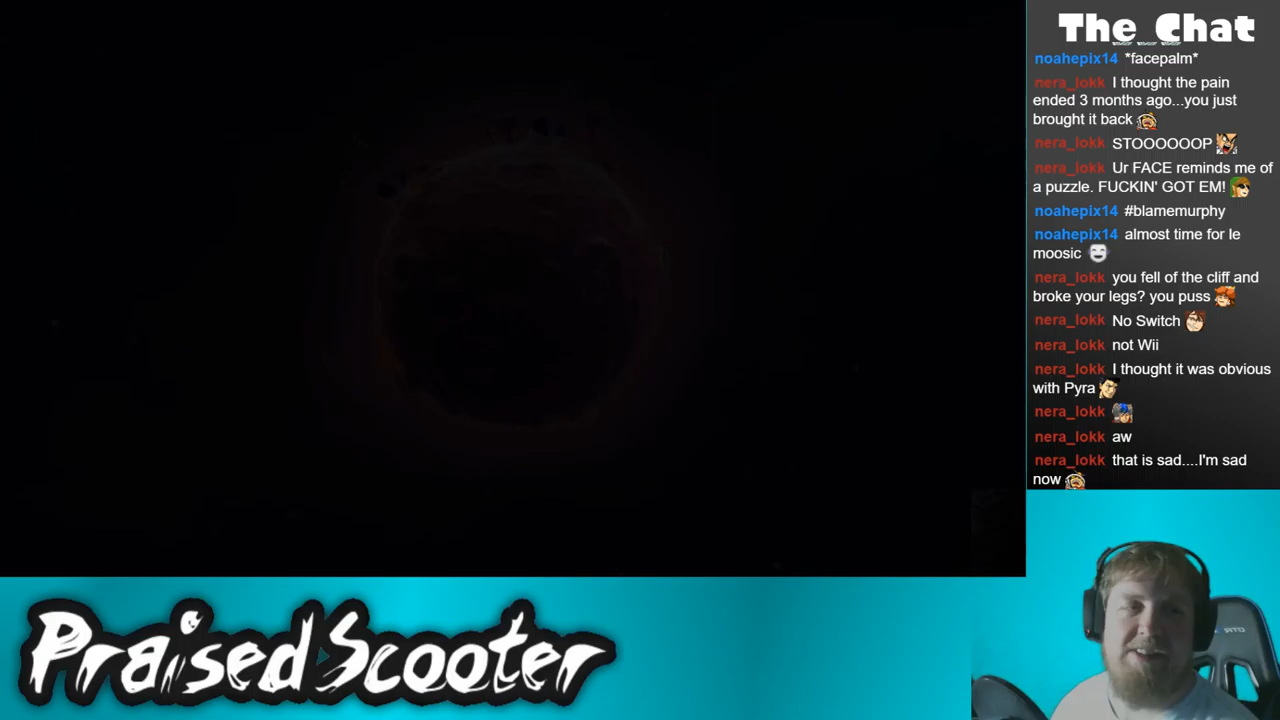 The_Chat
noahepix14 *facepalm*
nera_lokk I thought the pain
ended 3 months ago...you just
brought it back
nera_lokk STOOOOOOP
nera_lokk Ur FACE reminds me of
a puzzle. FUCKIN' GOT EM!
noahepix14 #blamemurphy
noahepix14 almost time for le
moosic
nera_lokk you fell of the cliff and
broke your legs? you puss
nera_lokk No Switch
nera_lokk not Wii
nera_lokk I thought it was obvious
with Pyra
nera_lokk
nera_lokk aw
nera_lokk that is sad....I'm sad
now
PraisedScooter